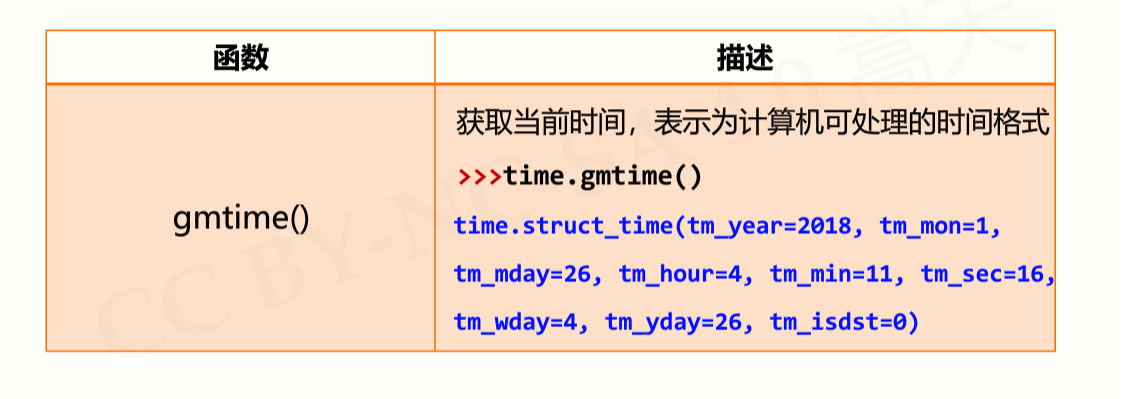 函数 描述
获取当前时间，表示为计算机可处理的时间格式
>>>time.gmtime()
gmtime()
time.struct_time(tm_year=2018, tm_mon=1,
tm_mday=26, tm_hour=4, tm_min=11, tm_sec=16,
tm_wday=4, tm_yday=26, tm_isdst=0)
CC BY-NC SA 4.0 嵩天